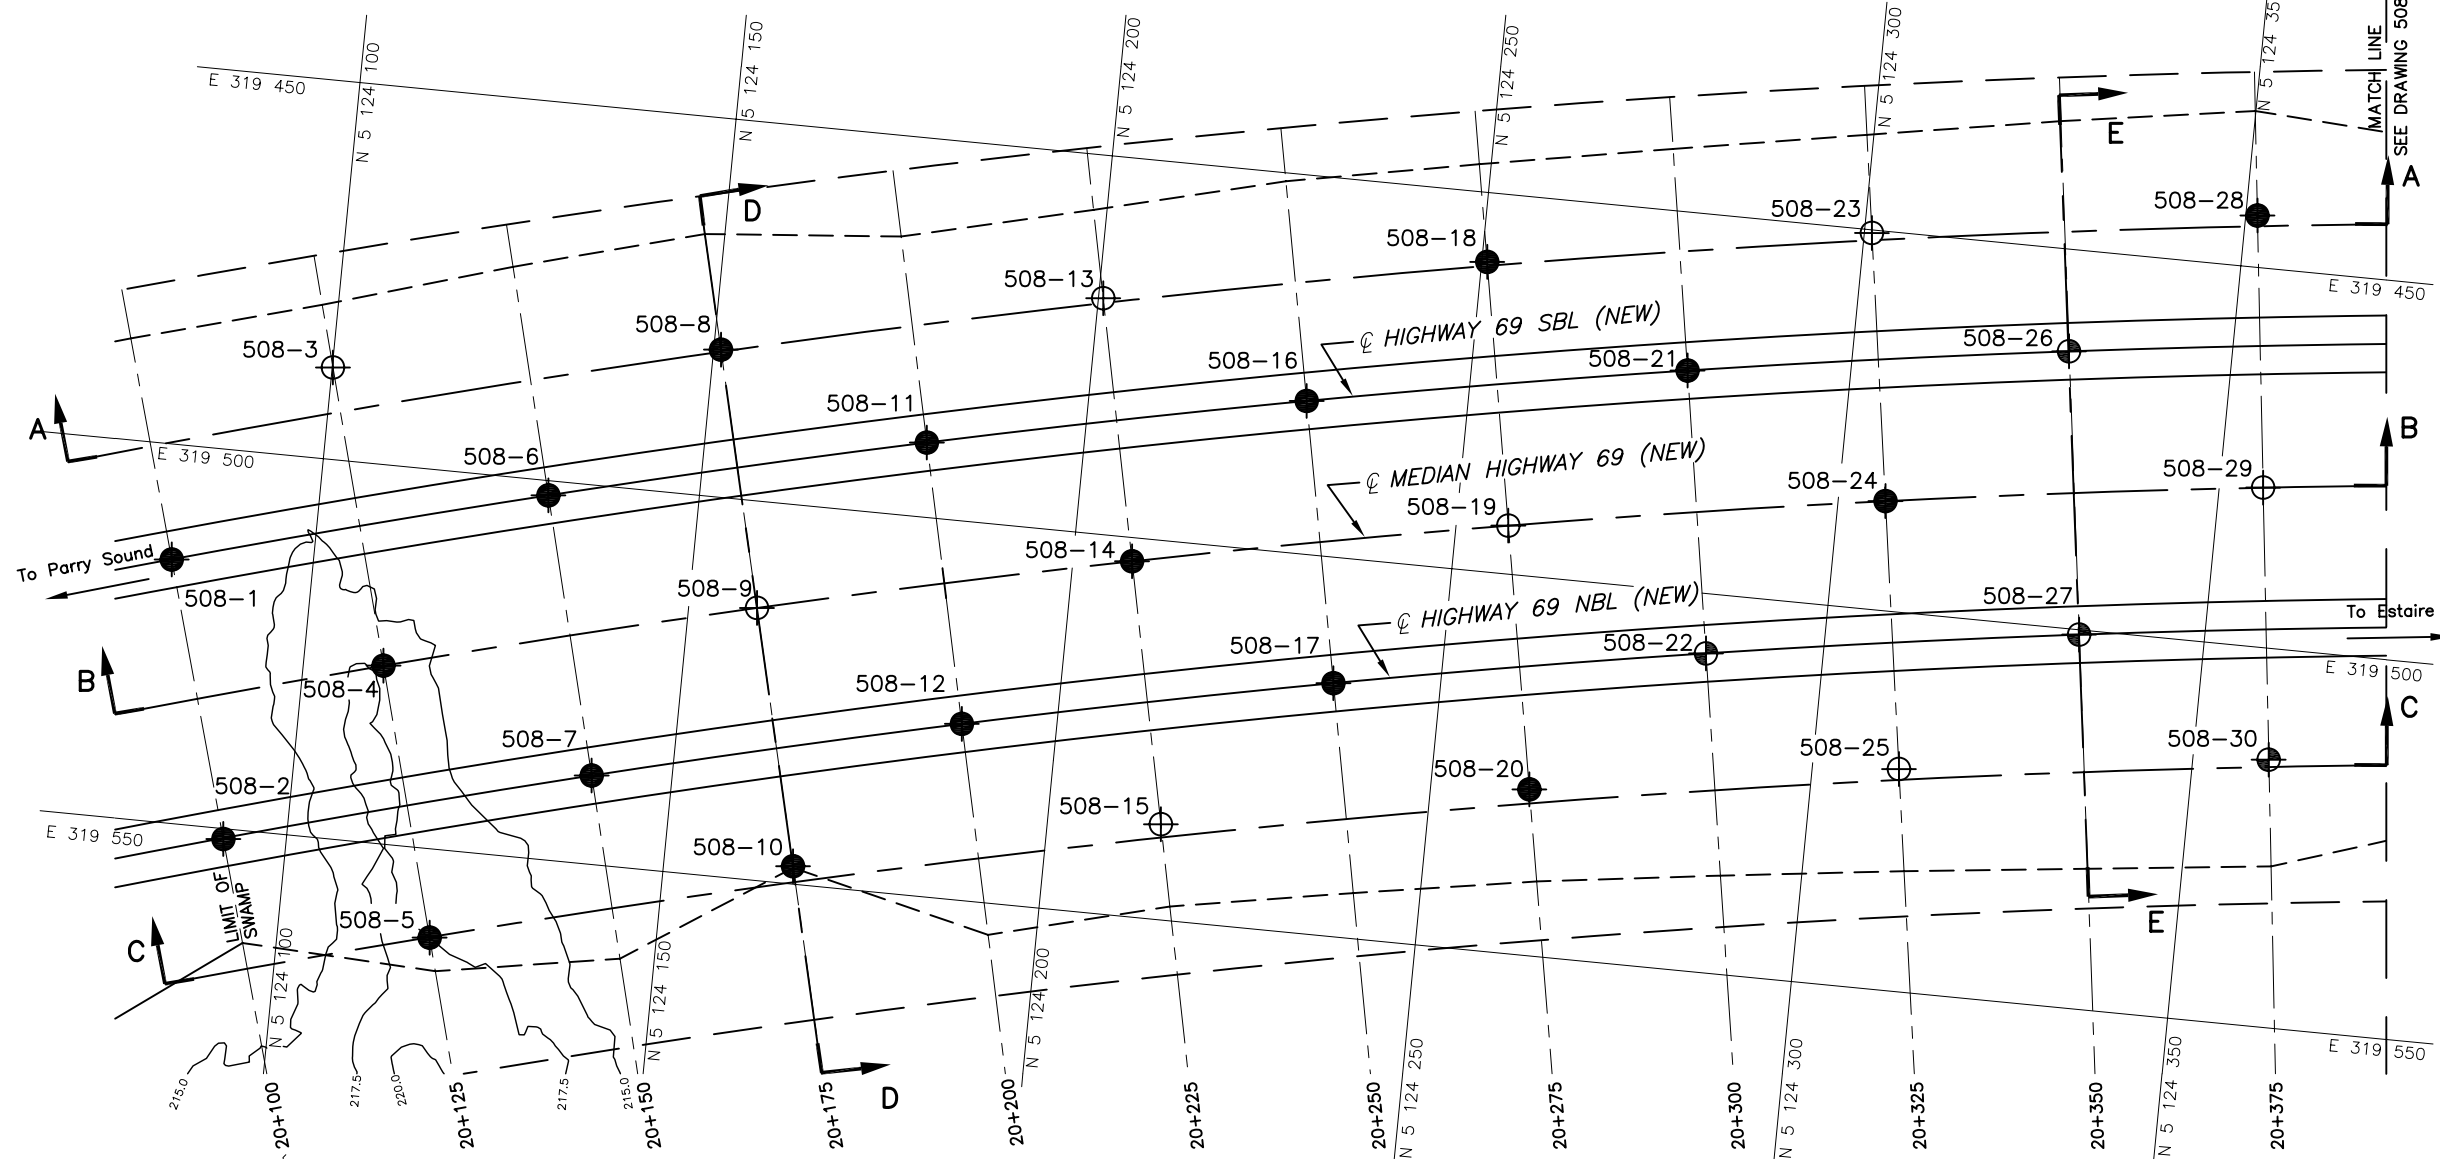 N 5 124 100
N 5 124 150
N 5 124 200
N 5 124 250
N 5 124 300
N 5 124 35
MATCH LINE
SEE DRAWING 508
E 319 450
D
E
A
508-3
508-8
508-13
508-18
508-23
508-28
E 319 450
℄ HIGHWAY 69 SBL (NEW)
508-6
508-11
508-16
508-21
508-26
A
E 319 500
B
℄ MEDIAN HIGHWAY 69 (NEW)
508-1
508-4
508-9
508-14
508-19
508-24
508-29
To Parry Sound
℄ HIGHWAY 69 NBL (NEW)
To Estaire
B
508-2
508-7
508-12
508-17
508-22
508-27
E 319 500
C
E 319 550
508-5
508-10
508-15
508-20
508-25
508-30
LIMIT OF
SWAMP
C
E
D
N 5 124 100
N 5 124 150
N 5 124 200
N 5 124 250
N 5 124 300
N 5 124 350
E 319 550
215.0
217.5
220.0
217.5
215.0
20+100
20+125
20+150
20+175
20+200
20+225
20+250
20+275
20+300
20+325
20+350
20+375